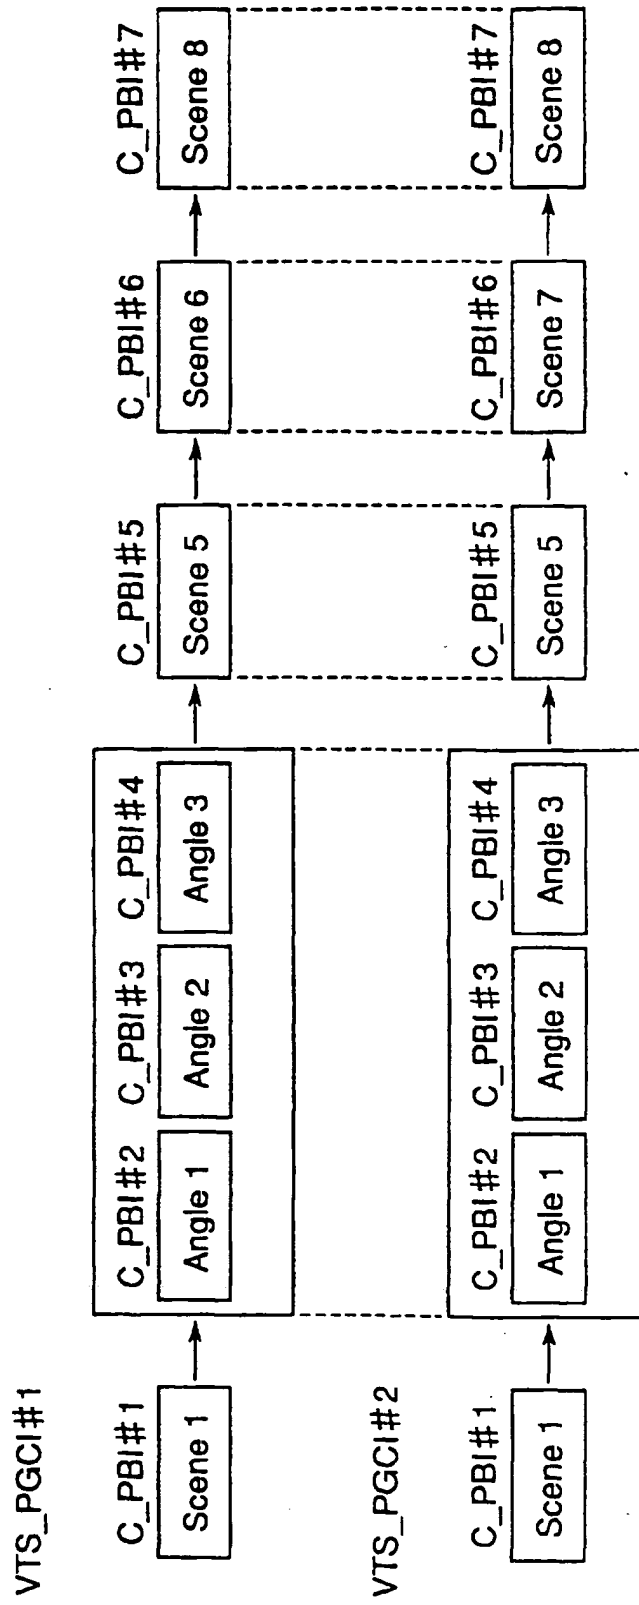 VTS_PGCI#1
C_PBI#1
C_PBI#2
C_PBI#3
C_PBI#4
C_PBI#5
C_PBI#6
C_PBI#7
Scene 1
Angle 1
Angle 2
Angle 3
Scene 5
Scene 6
Scene 8
VTS_PGCI#2
C_PBI#1
C_PBI#2
C_PBI#3
C_PBI#4
C_PBI#5
C_PBI#6
C_PBI#7
Scene 1
Angle 1
Angle 2
Angle 3
Scene 5
Scene 7
Scene 8